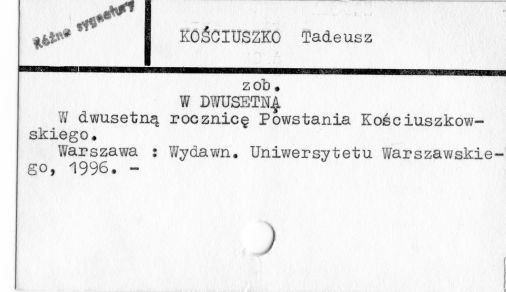 Różne sygnatury
KOŚCIUSZKO Tadeusz
zob.
W DWUSETNĄ
W dwusetną rocznicę Powstania Kościuszkow-
skiego.
Warszawa : Wydawn. Uniwersytetu Warszawskie-
go, 1996. -